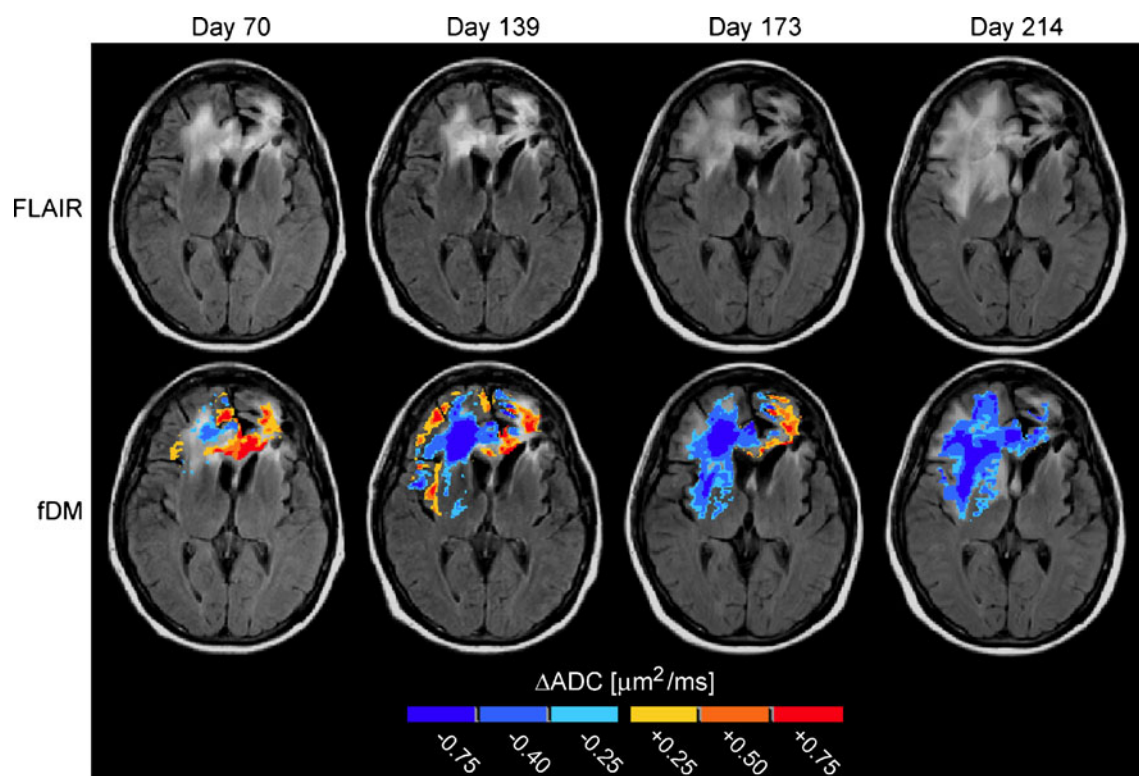 Day 70 Day 139 Day 173 Day 214
FLAIR
fDM
ΔADC [μm²/ms]
-0.75 -0.40 -0.25 +0.25 +0.50 +0.75